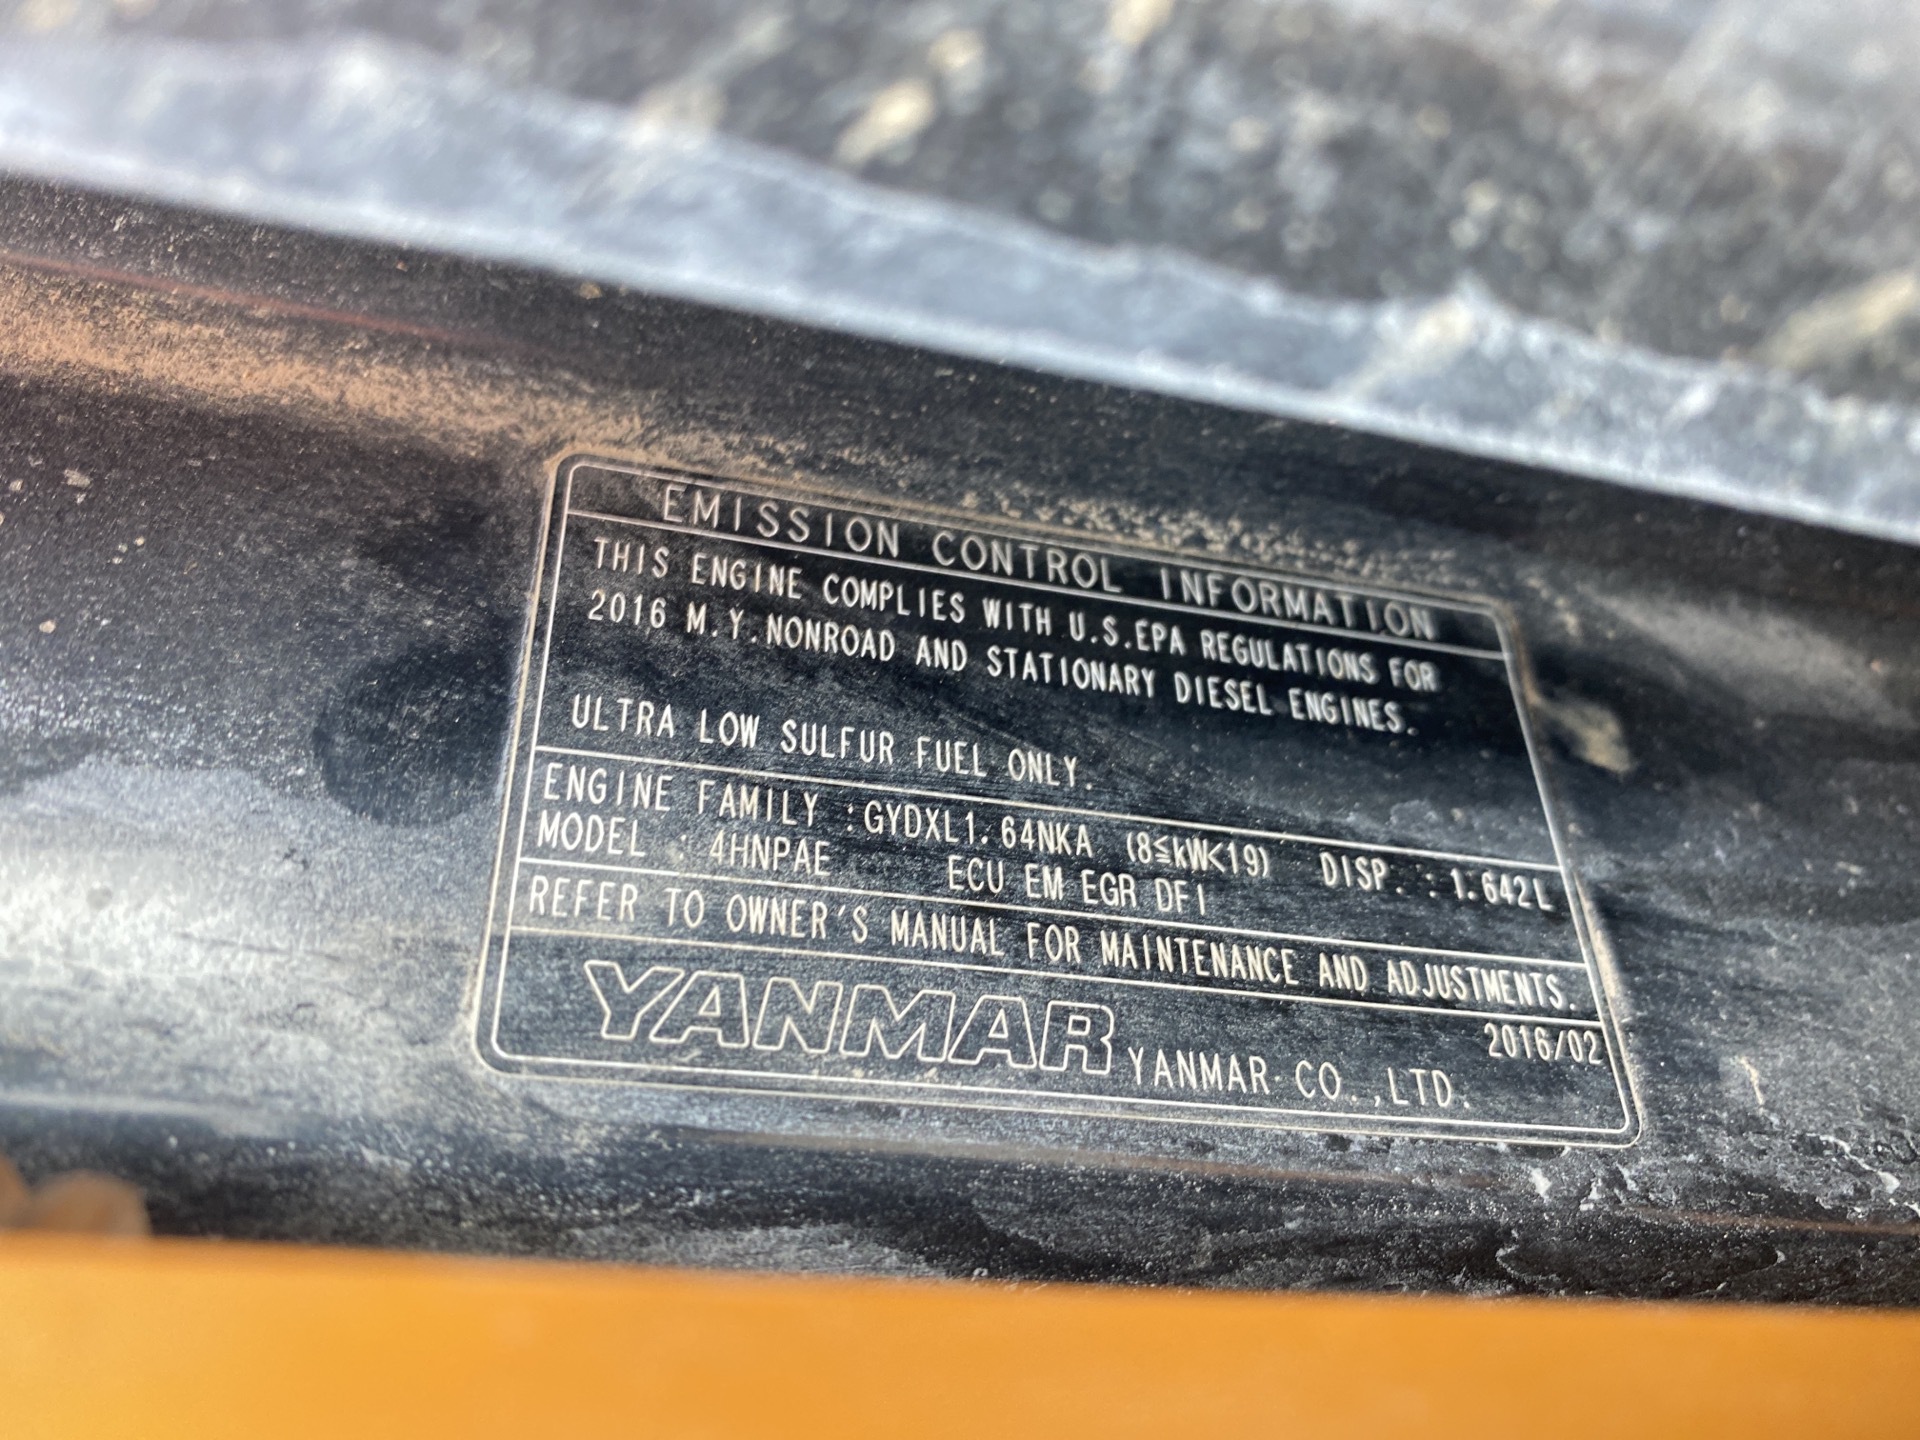 EMISSION CONTROL INFORMATION
THIS ENGINE COMPLIES WITH U.S.EPA REGULATIONS FOR
2016 M.Y.NONROAD AND STATIONARY DIESEL ENGINES.
ULTRA LOW SULFUR FUEL ONLY.
ENGINE FAMILY :GYDXL1.64NKA (8≦kW<19) DISP. : 1.642L
MODEL : 4HNPAE ECU EM EGR DFI
REFER TO OWNER'S MANUAL FOR MAINTENANCE AND ADJUSTMENTS.
2016/02
YANMAR YANMAR CO.,LTD.